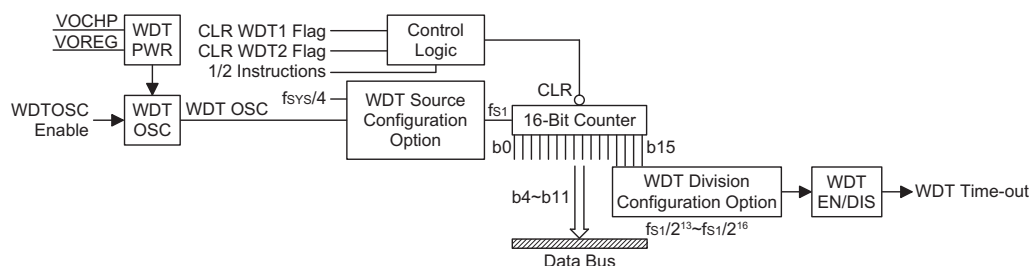 VOCHP
VOREG
WDT
PWR
CLR WDT1 Flag
CLR WDT2 Flag
1/2 Instructions
Control
Logic
WDTOSC
Enable
WDT
OSC
WDT OSC
fSYS/4
WDT Source
Configuration
Option
fS1
CLR
16-Bit Counter
b0
b15
b4~b11
WDT Division
Configuration Option
fS1/2¹³~fS1/2¹⁶
WDT
EN/DIS
WDT Time-out
Data Bus